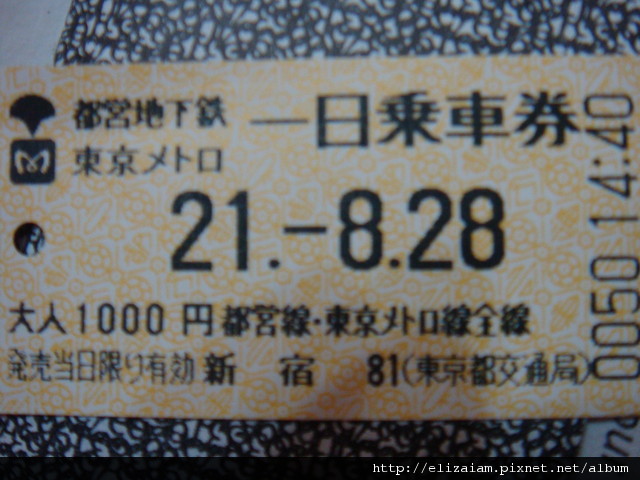 都営地下鉄 一日乗車券
東京メトロ
21.-8.28
大人1000円 都営線・東京メトロ線全線
発売当日限り有効 新宿 81(東京都交通局)
0050 14:40
http://elizaiam.pixnet.net/album